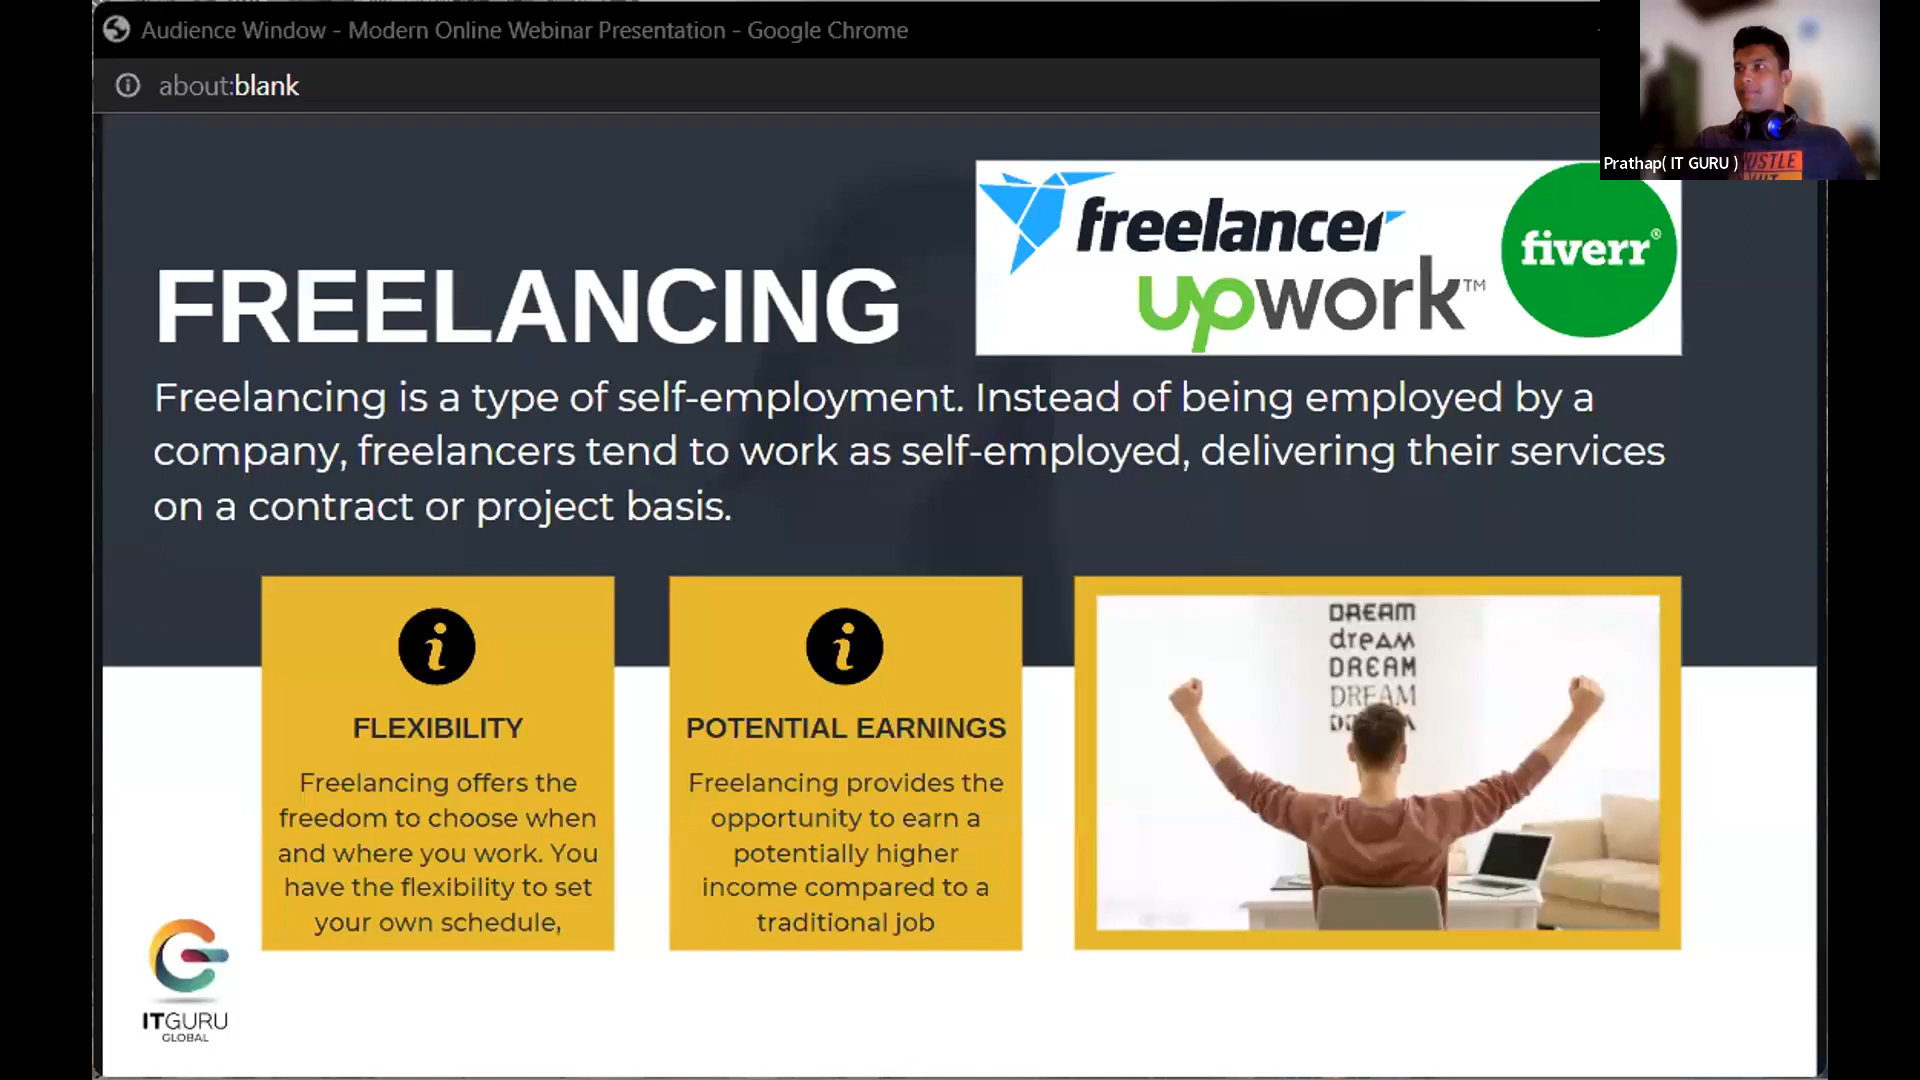 Audience Window - Modern Online Webinar Presentation - Google Chrome
about:blank
Prathap( IT GURU )
freelancer
upwork™
fiverr®
FREELANCING
Freelancing is a type of self-employment. Instead of being employed by a
company, freelancers tend to work as self-employed, delivering their services
on a contract or project basis.
FLEXIBILITY
Freelancing offers the
freedom to choose when
and where you work. You
have the flexibility to set
your own schedule,
POTENTIAL EARNINGS
Freelancing provides the
opportunity to earn a
potentially higher
income compared to a
traditional job
DREAM
dream
DREAM
DREAM
ITGURU
GLOBAL